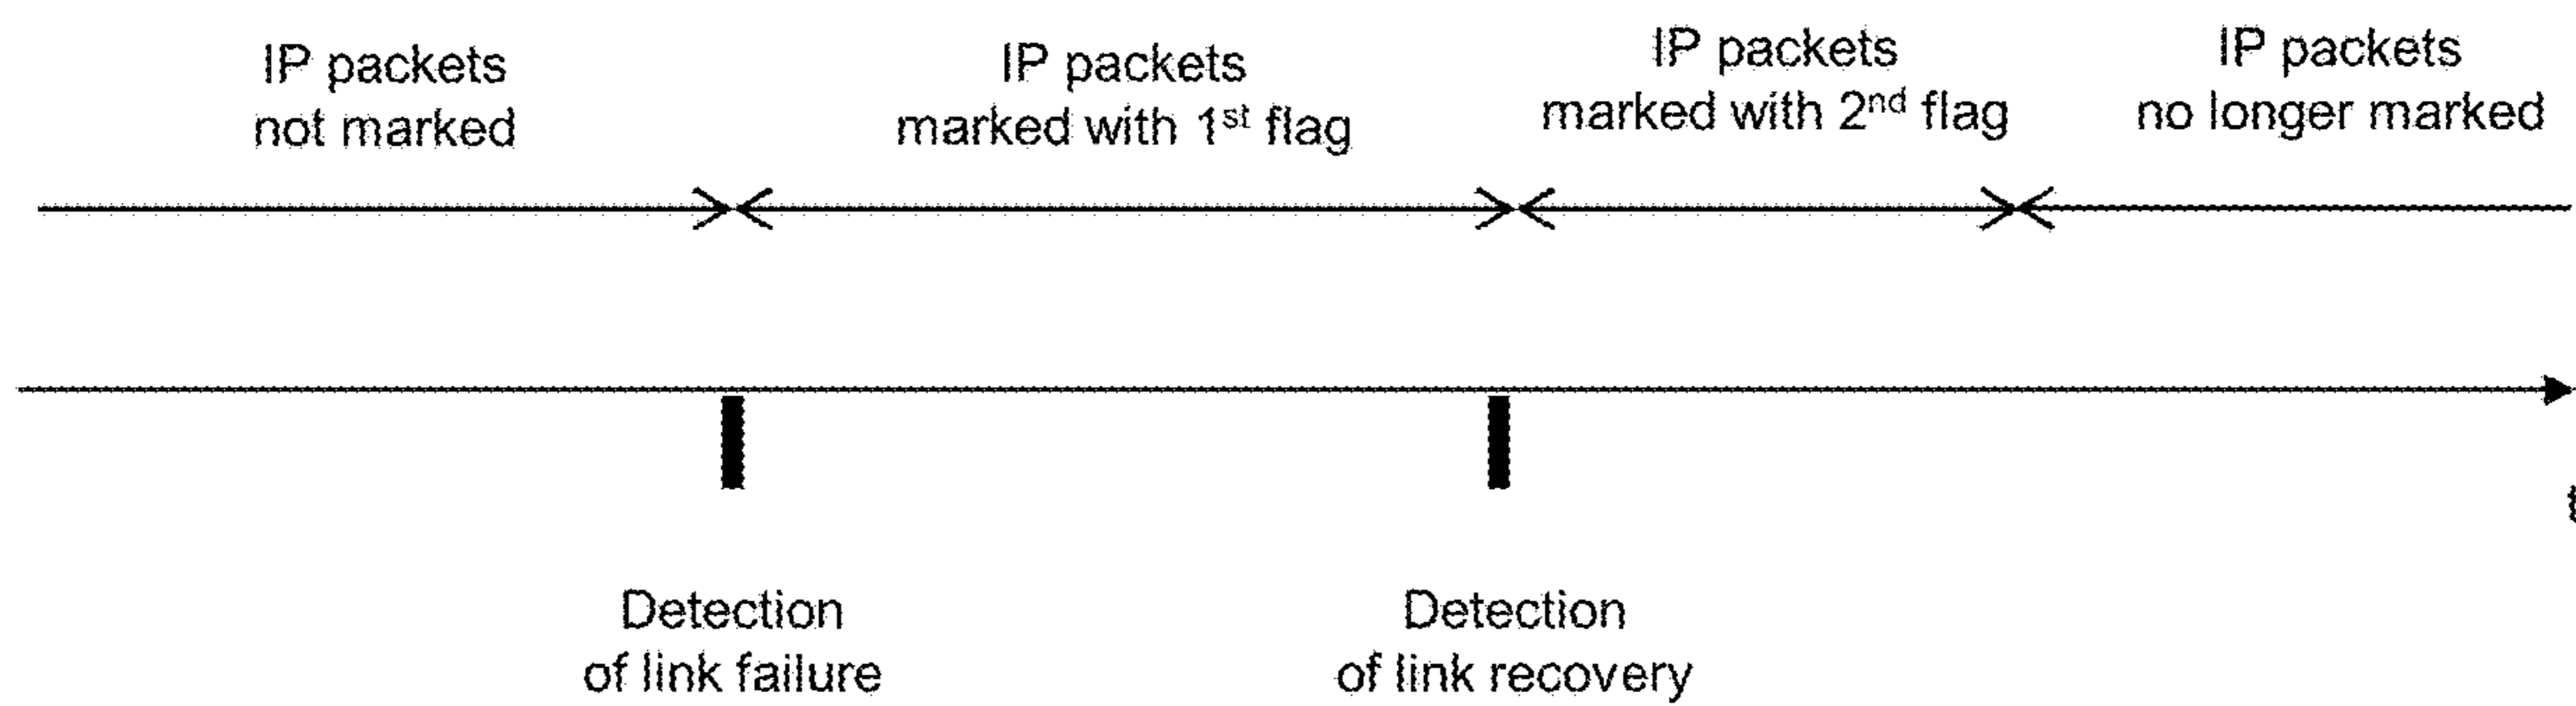 IP packets
not marked
IP packets
marked with 1st flag
IP packets
marked with 2nd flag
IP packets
no longer marked
t
Detection
of link failure
Detection
of link recovery